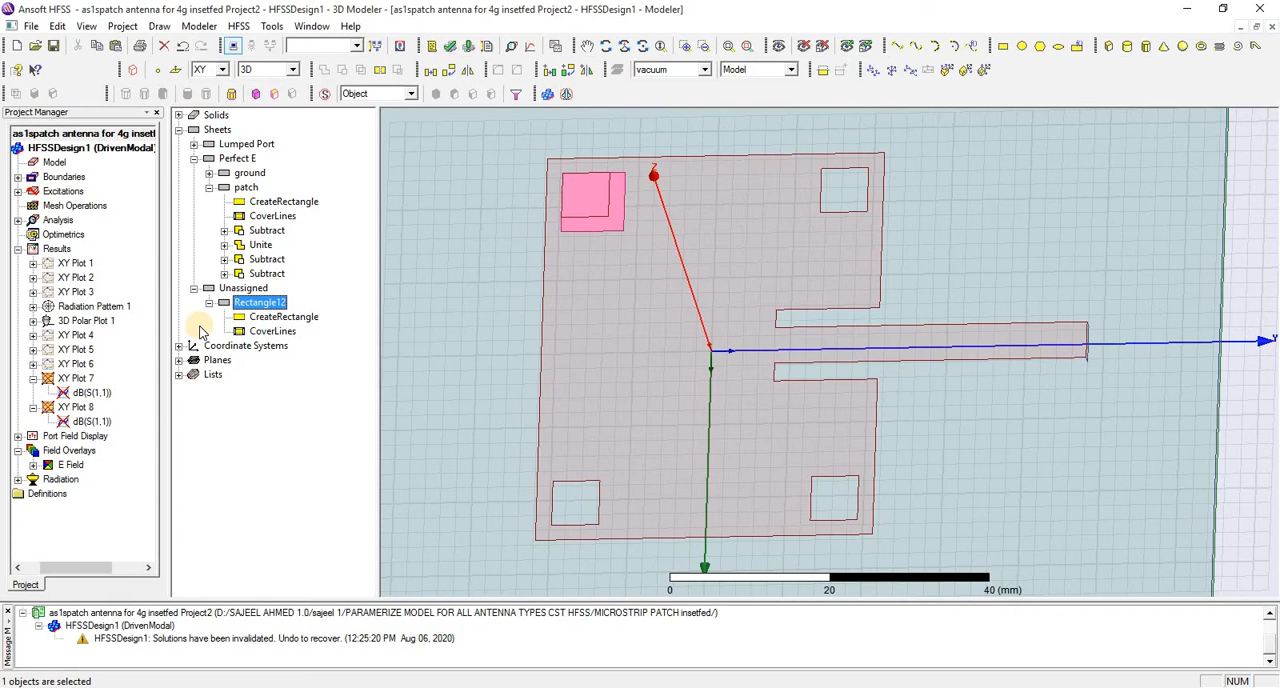 Ansoft HFSS - as1spatch antenna for 4g insetfed Project2 - HFSSDesign1 - 3D Modeler - [as1spatch antenna for 4g insetfed Project2 - HFSSDesign1 - Modeler]
File Edit View Project Draw Modeler HFSS Tools Window Help
XY 3D vacuum Model
Object
Project Manager
as1spatch antenna for 4g insetf
HFSSDesign1 (DrivenModal)
Model
Boundaries
Excitations
Mesh Operations
Analysis
Optimetrics
Results
XY Plot 1
XY Plot 2
XY Plot 3
Radiation Pattern 1
3D Polar Plot 1
XY Plot 4
XY Plot 5
XY Plot 6
XY Plot 7
dB(S(1,1))
XY Plot 8
dB(S(1,1))
Port Field Display
Field Overlays
E Field
Radiation
Definitions
Project
Solids
Sheets
Lumped Port
Perfect E
ground
patch
CreateRectangle
CoverLines
Subtract
Unite
Subtract
Subtract
Unassigned
Rectangle12
CreateRectangle
CoverLines
Coordinate Systems
Planes
Lists
Z
Y
0 20 40 (mm)
Message M
as1spatch antenna for 4g insetfed Project2 (D:/SAJEEL AHMED 1.0/sajeel 1/PARAMERIZE MODEL FOR ALL ANTENNA TYPES CST HFSS/MICROSTRIP PATCH insetfed/)
HFSSDesign1 (DrivenModal)
HFSSDesign1: Solutions have been invalidated. Undo to recover. (12:25:20 PM Aug 06, 2020)
1 objects are selected
NUM